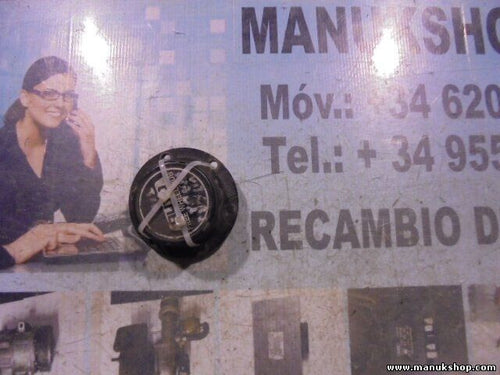 MANUKSHO
Móv.: +34 620
Tel.: + 34 955
RECAMBIO D
www.manukshop.com